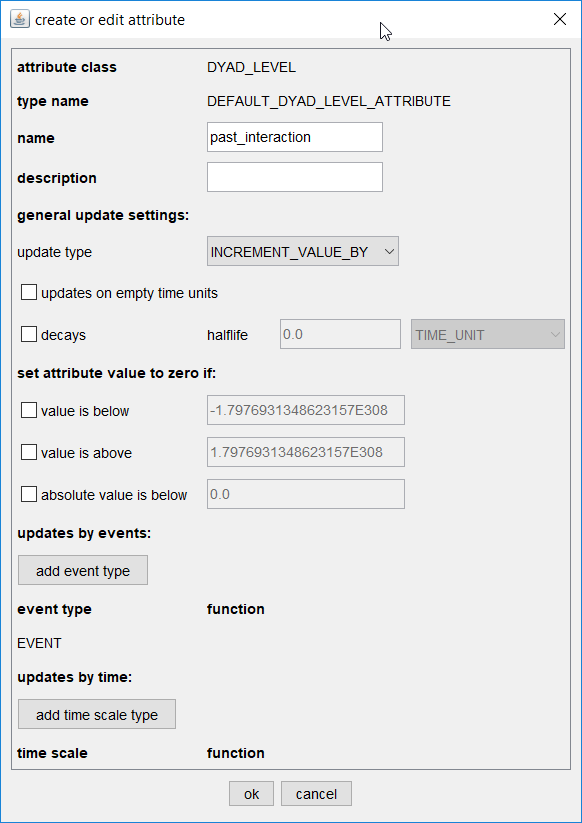 create or edit attribute
attribute class DYAD_LEVEL
type name DEFAULT_DYAD_LEVEL_ATTRIBUTE
name past_interaction
description
general update settings:
update type INCREMENT_VALUE_BY
updates on empty time units
decays halflife 0.0 TIME_UNIT
set attribute value to zero if:
value is below -1.7976931348623157E308
value is above 1.7976931348623157E308
absolute value is below 0.0
updates by events:
add event type
event type function
EVENT
updates by time:
add time scale type
time scale function
ok cancel